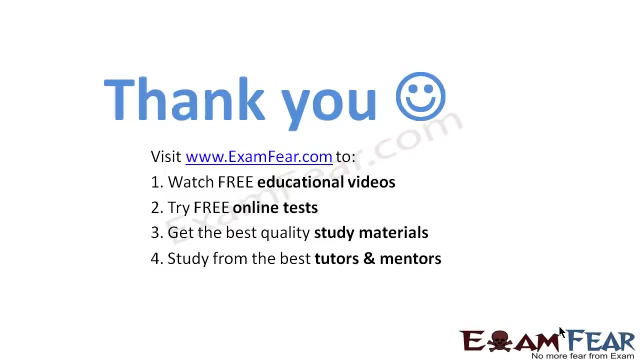 Thank you ☺
Visit www.ExamFear.com to:
1. Watch FREE educational videos
2. Try FREE online tests
3. Get the best quality study materials
4. Study from the best tutors & mentors
ExamFear.com
EXAM FEAR
No more fear from Exam